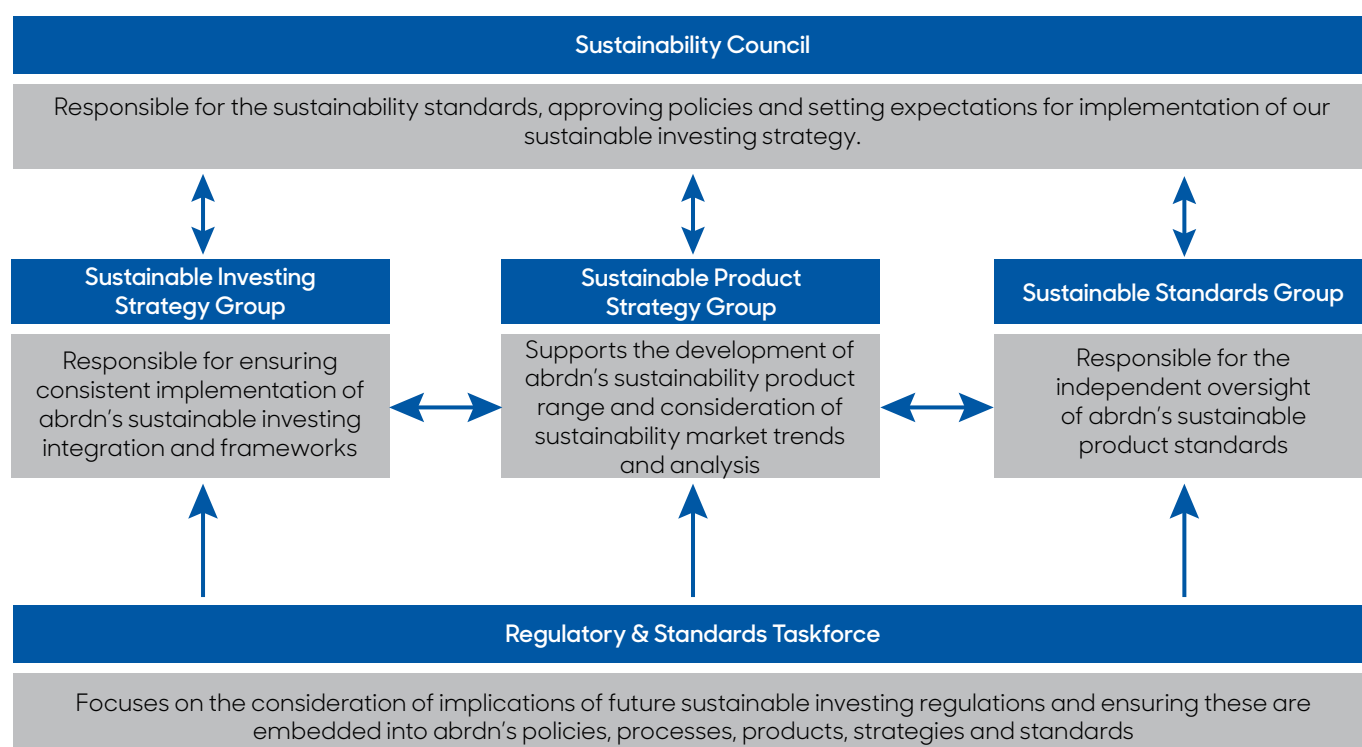 Sustainability Council
Responsible for the sustainability standards, approving policies and setting expectations for implementation of our
sustainable investing strategy.
Sustainable Investing
Strategy Group
Responsible for ensuring
consistent implementation of
abrdn’s sustainable investing
integration and frameworks
Sustainable Product
Strategy Group
Supports the development of
abrdn’s sustainability product
range and consideration of
sustainability market trends
and analysis
Sustainable Standards Group
Responsible for the
independent oversight
of abrdn’s sustainable
product standards
Regulatory & Standards Taskforce
Focuses on the consideration of implications of future sustainable investing regulations and ensuring these are
embedded into abrdn’s policies, processes, products, strategies and standards